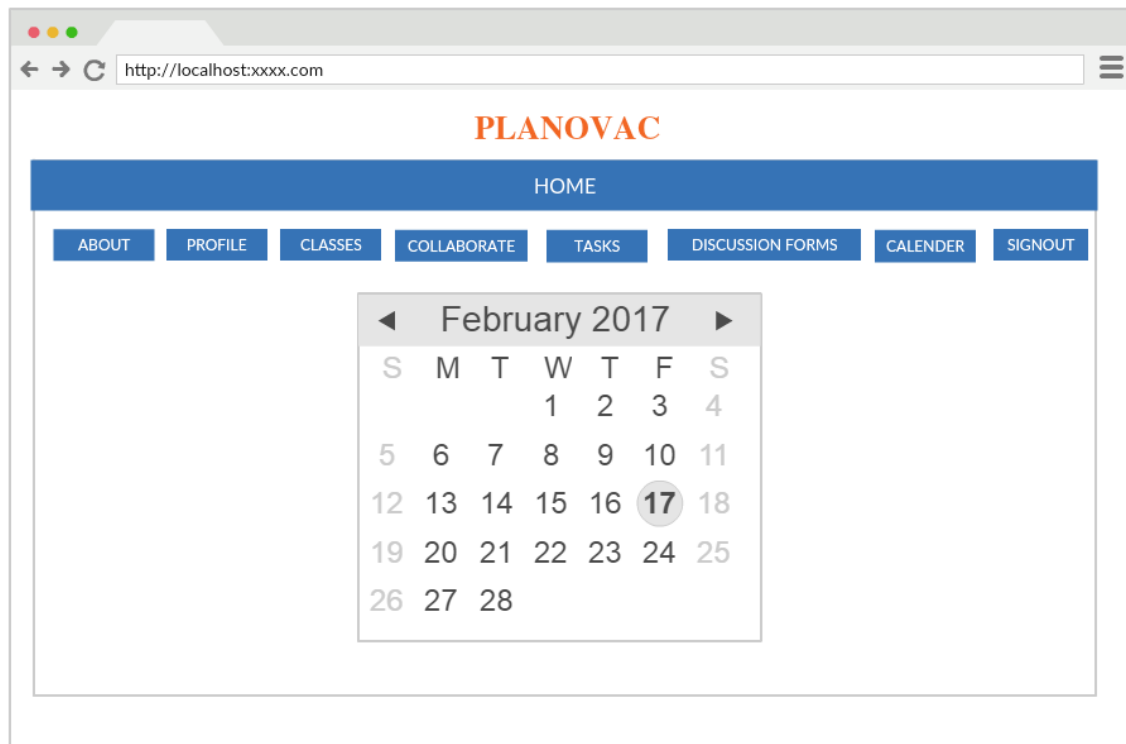 http://localhost:xxxx.com
PLANOVAC
HOME
ABOUT PROFILE CLASSES COLLABORATE TASKS DISCUSSION FORMS CALENDER SIGNOUT
February 2017
S M T W T F S
1 2 3 4
5 6 7 8 9 10 11
12 13 14 15 16 17 18
19 20 21 22 23 24 25
26 27 28